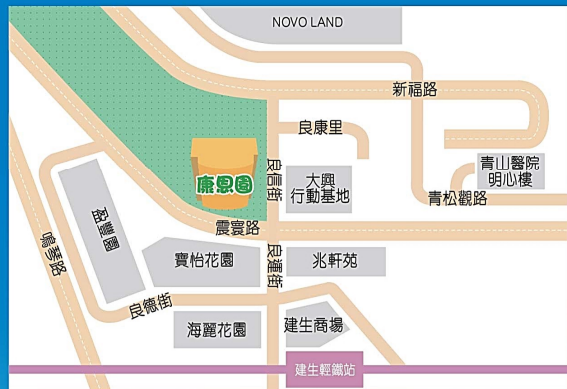 NOVO LAND
新福路
良康里
康恩園
良信街
大興
行動基地
青山醫院
明心樓
青松觀路
震寰路
盈豐園
鳴琴路
寶怡花園
良運街
兆軒苑
良德街
海麗花園
建生商場
建生輕鐵站